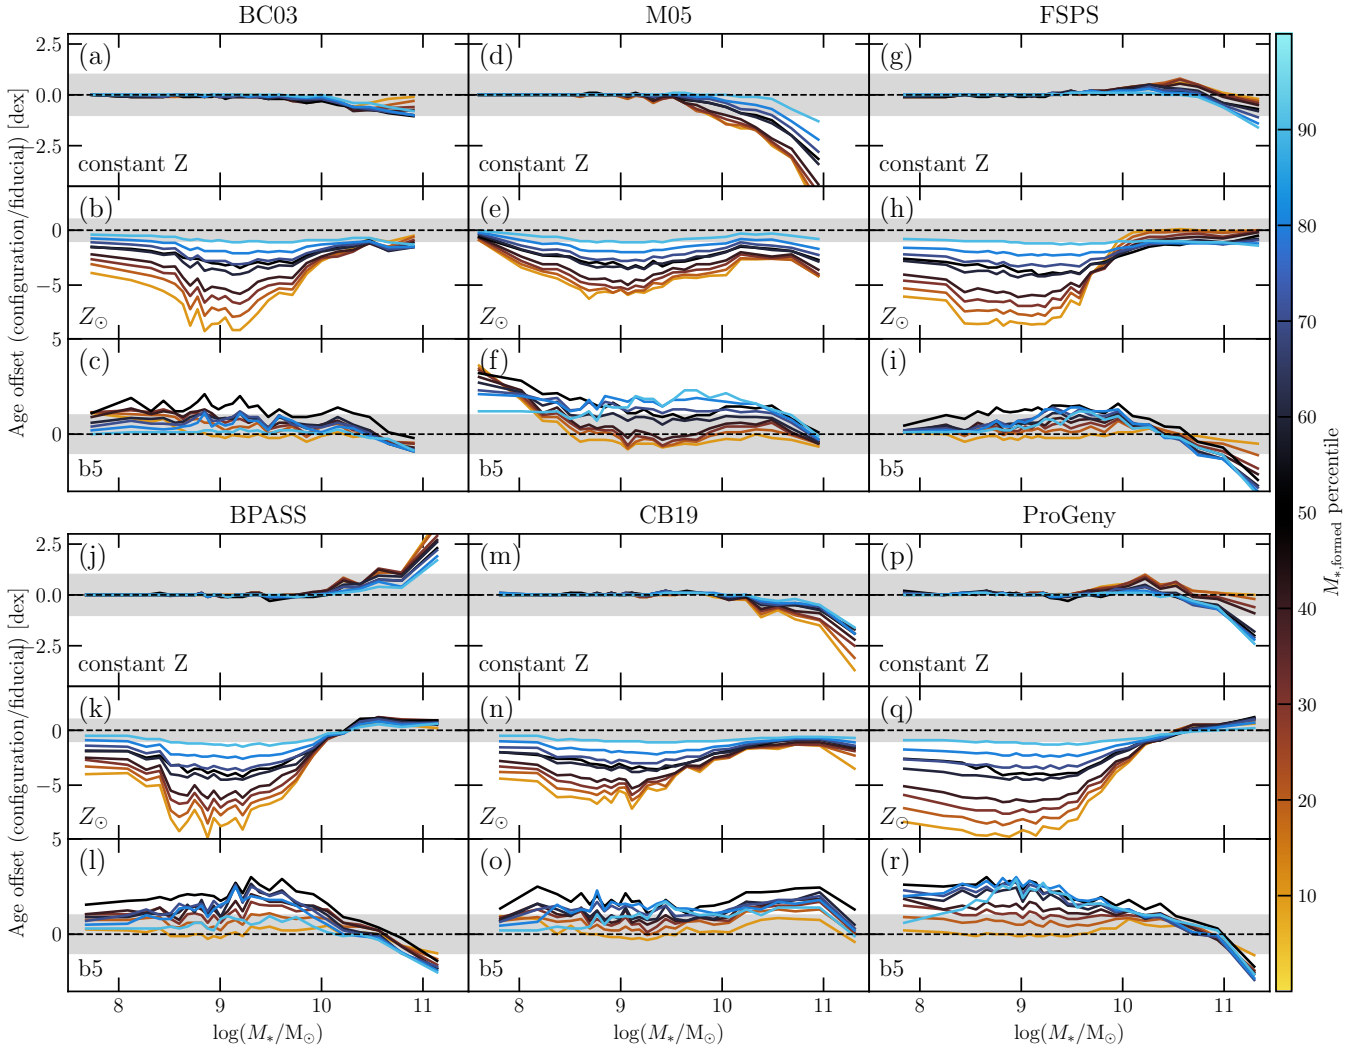 BC03 M05 FSPS
(a) (d) (g)
2.5
0.0
−2.5
constant Z constant Z constant Z
(b) (e) (h)
0
−5
Z⊙ Z⊙ Z⊙
5
(c) (f) (i)
0
b5 b5 b5
Age offset (configuration/fiducial) [dex]
BPASS CB19 ProGeny
(j) (m) (p)
2.5
0.0
−2.5
constant Z constant Z constant Z
(k) (n) (q)
0
−5
Z⊙ Z⊙ Z⊙
5
(l) (o) (r)
0
b5 b5 b5
Age offset (configuration/fiducial) [dex]
8 9 10 11 8 9 10 11 8 9 10 11
log(M*/M⊙) log(M*/M⊙) log(M*/M⊙)
90
80
70
60
50
40
30
20
10
M*,formed percentile